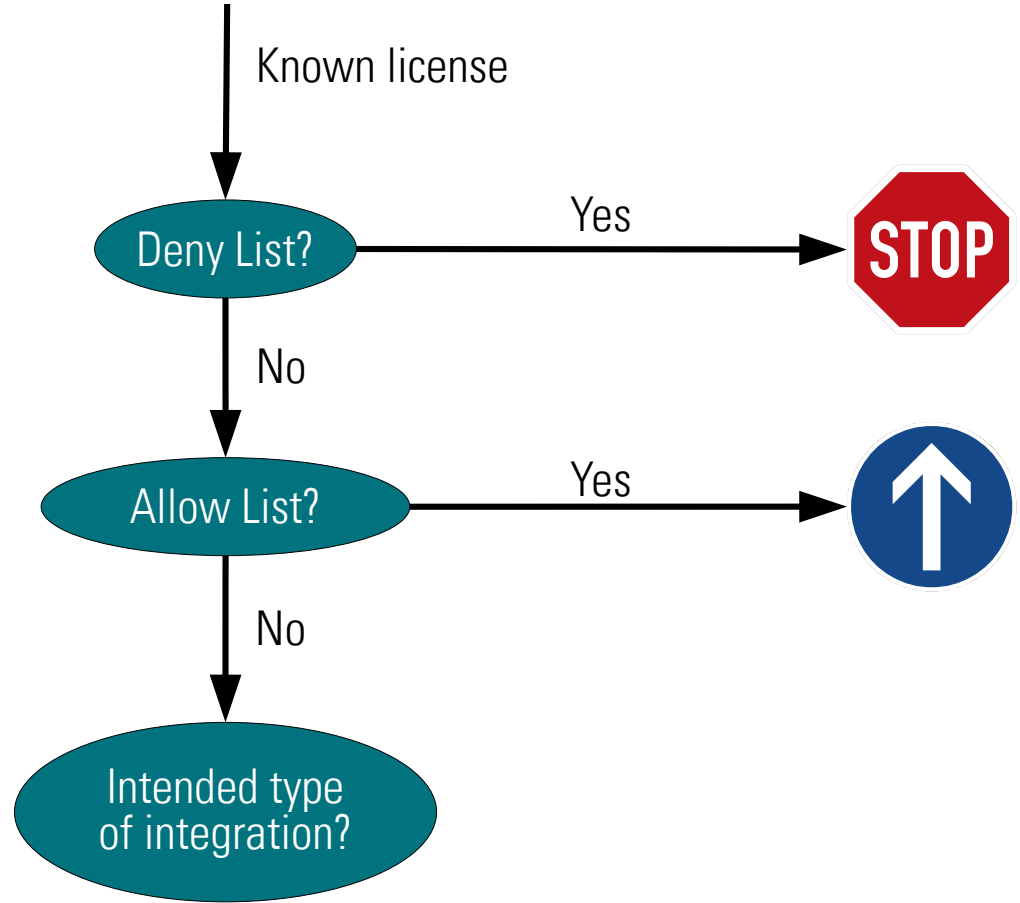 Known license
Deny List?
Yes
STOP
No
Allow List?
Yes
No
Intended type
of integration?